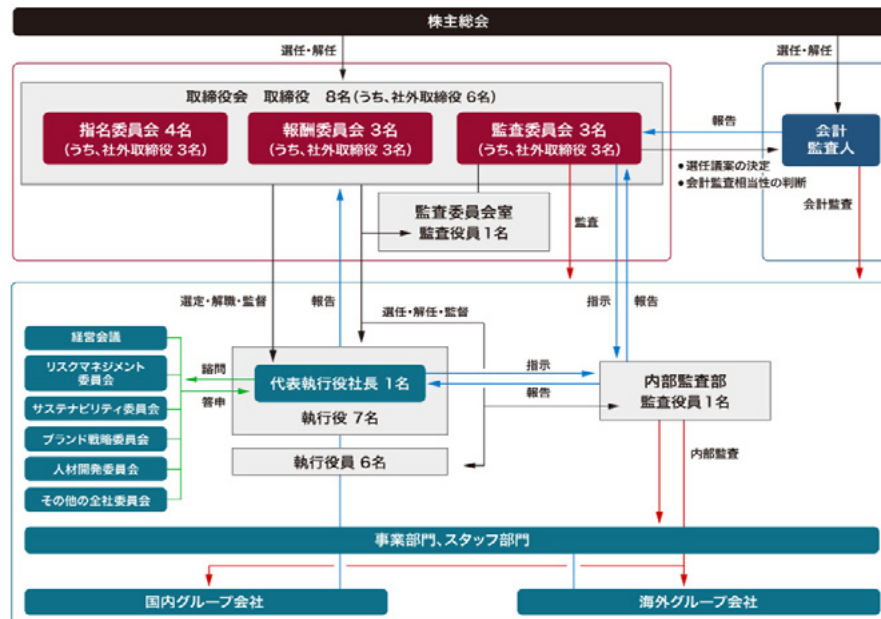 株主総会
選任・解任
選任・解任
取締役会 取締役 8名(うち、社外取締役 6名)
指名委員会 4名
(うち、社外取締役 3名)
報酬委員会 3名
(うち、社外取締役 3名)
監査委員会 3名
(うち、社外取締役 3名)
報告
会計
監査人
●選任議案の決定
●会計監査相当性の判断
監査委員会室
監査役員 1名
監査
会計監査
選定・解職・監督
報告
選任・解任・監督
指示
報告
経営会議
リスクマネジメント
委員会
サステナビリティ委員会
ブランド戦略委員会
人材開発委員会
その他の全社委員会
諮問
答申
代表執行役社長 1名
執行役 7名
執行役員 6名
指示
報告
内部監査部
監査役員 1名
内部監査
事業部門、スタッフ部門
国内グループ会社
海外グループ会社